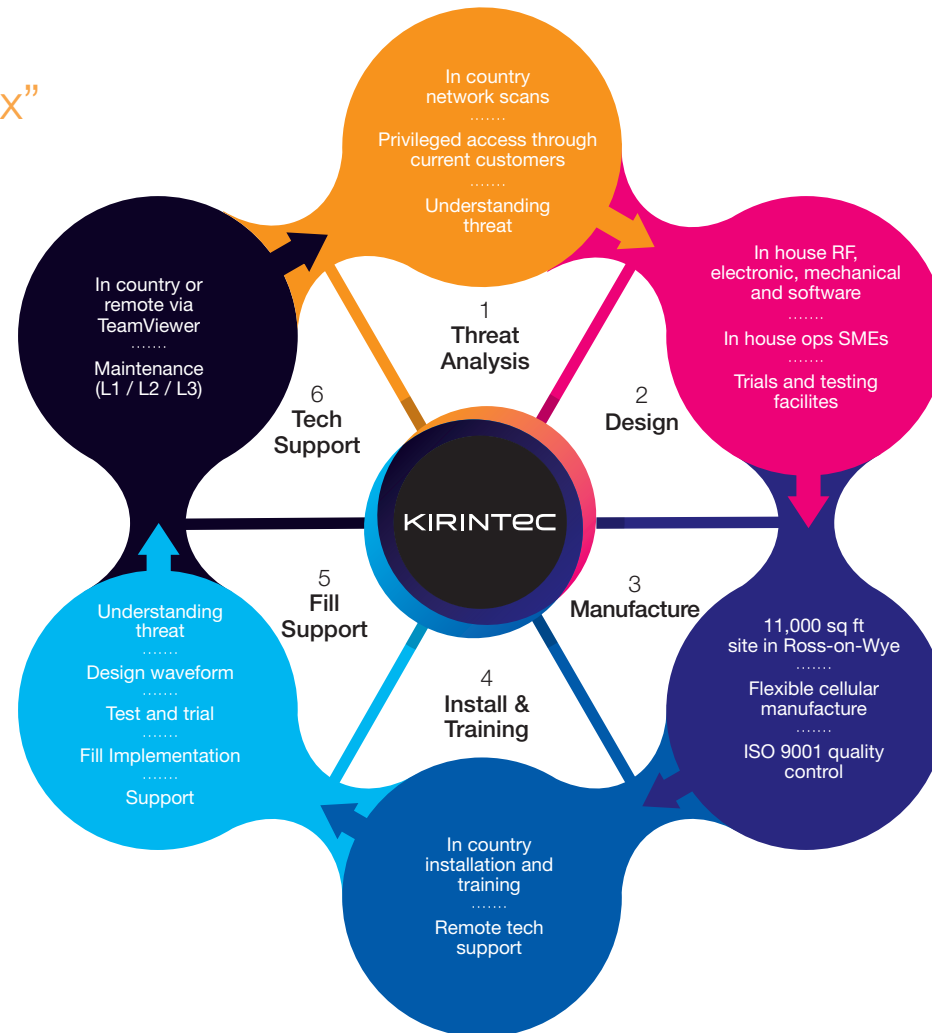 x”
In country
network scans
Privileged access through
current customers
Understanding
threat
In house RF,
electronic, mechanical
and software
In house ops SMEs
Trials and testing
facilites
11,000 sq ft
site in Ross-on-Wye
Flexible cellular
manufacture
ISO 9001 quality
control
In country
installation and
training
Remote tech
support
Understanding
threat
Design waveform
Test and trial
Fill Implementation
Support
In country or
remote via
TeamViewer
Maintenance
(L1 / L2 / L3)
1
Threat
Analysis
2
Design
3
Manufacture
4
Install &
Training
5
Fill
Support
6
Tech
Support
KIRINTEC